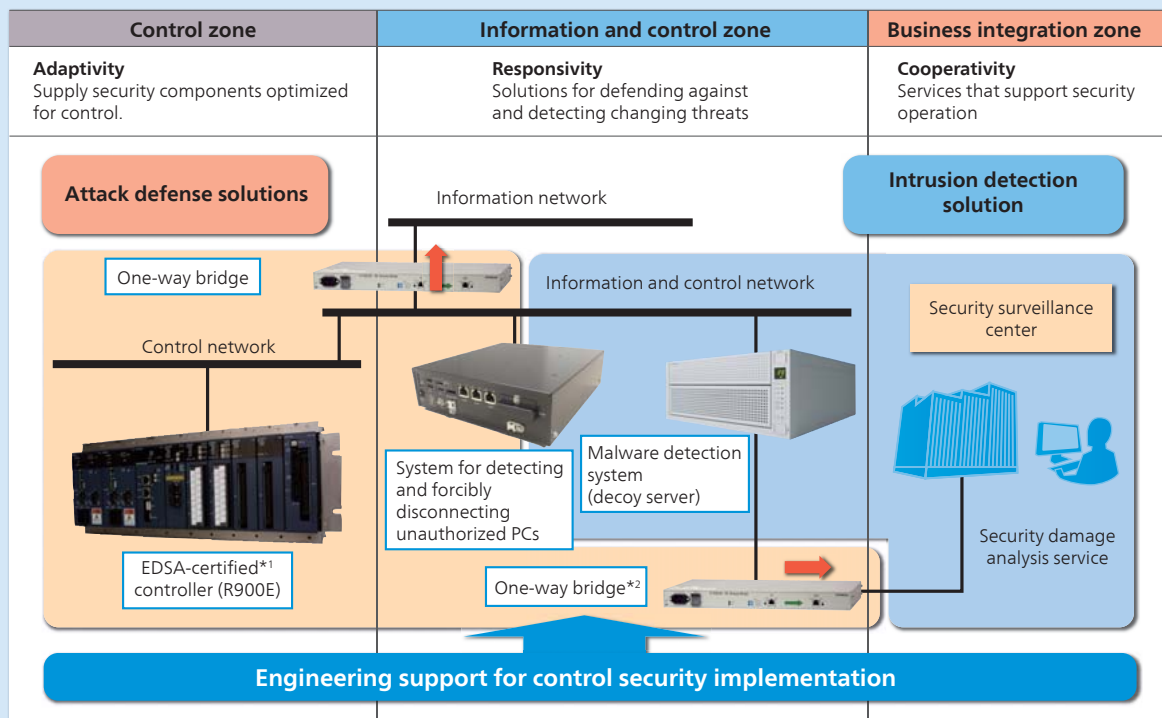 Control zone
Information and control zone
Business integration zone
Adaptivity
Supply security components optimized
for control.
Responsivity
Solutions for defending against
and detecting changing threats
Cooperativity
Services that support security
operation
Attack defense solutions
Information network
Intrusion detection
solution
One-way bridge
Information and control network
Security surveillance
center
Control network
System for detecting
and forcibly
disconnecting
unauthorized PCs
Malware detection
system
(decoy server)
Security damage
analysis service
EDSA-certified*1
controller (R900E)
One-way bridge*2
Engineering support for control security implementation